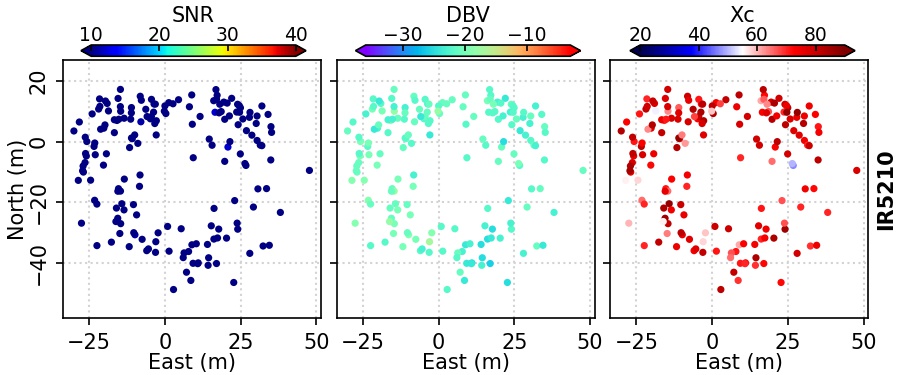 SNR DBV Xc
10 20 30 40 −30 −20 −10 20 40 60 80
20
0
−20
−40
North (m)
−25 0 25 50 −25 0 25 50 −25 0 25 50
East (m) East (m) East (m)
IR5210